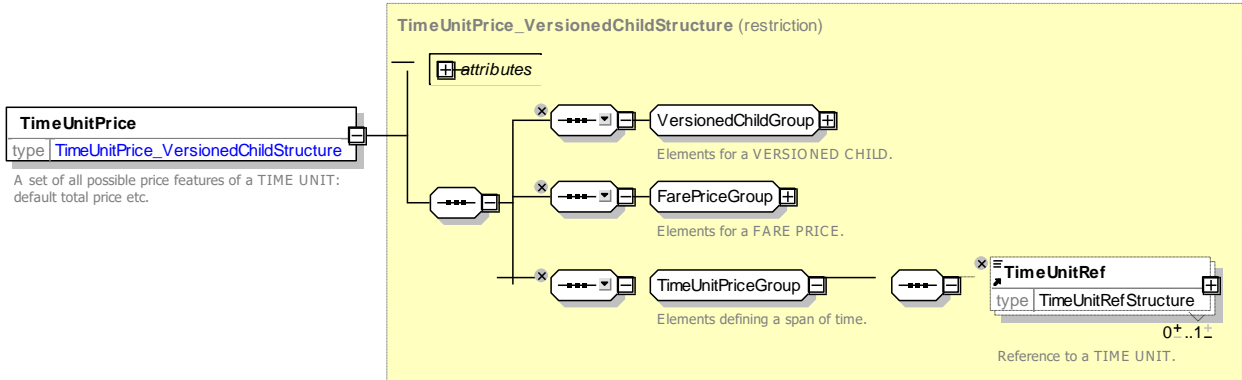 TimeUnitPrice_VersionedChildStructure (restriction)
attributes
TimeUnitPrice
type TimeUnitPrice_VersionedChildStructure
A set of all possible price features of a TIME UNIT:
default total price etc.
VersionedChildGroup
Elements for a VERSIONED CHILD.
FarePriceGroup
Elements for a FARE PRICE.
TimeUnitPriceGroup
Elements defining a span of time.
TimeUnitRef
type TimeUnitRefStructure
0±..1±
Reference to a TIME UNIT.